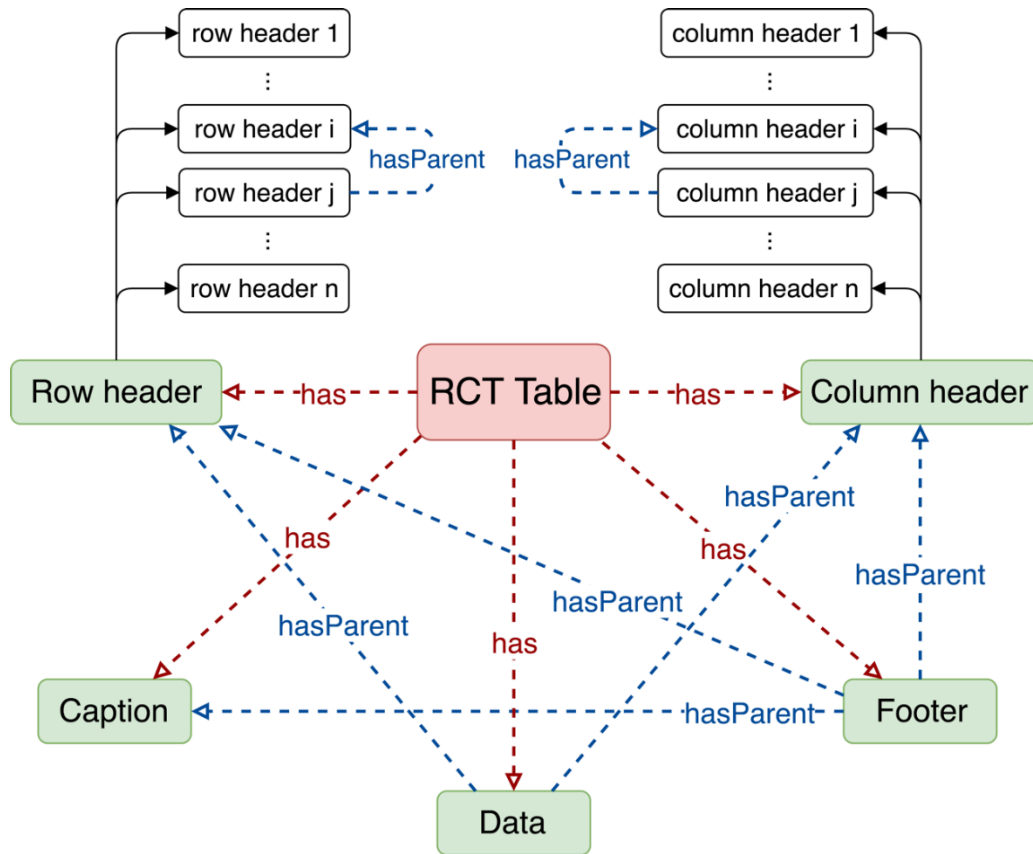 row header 1
column header 1
⋮
⋮
row header i
column header i
hasParent
hasParent
row header j
column header j
⋮
⋮
row header n
column header n
Row header
has
RCT Table
has
Column header
hasParent
has
has
hasParent
hasParent
hasParent
has
Caption
hasParent
Footer
Data